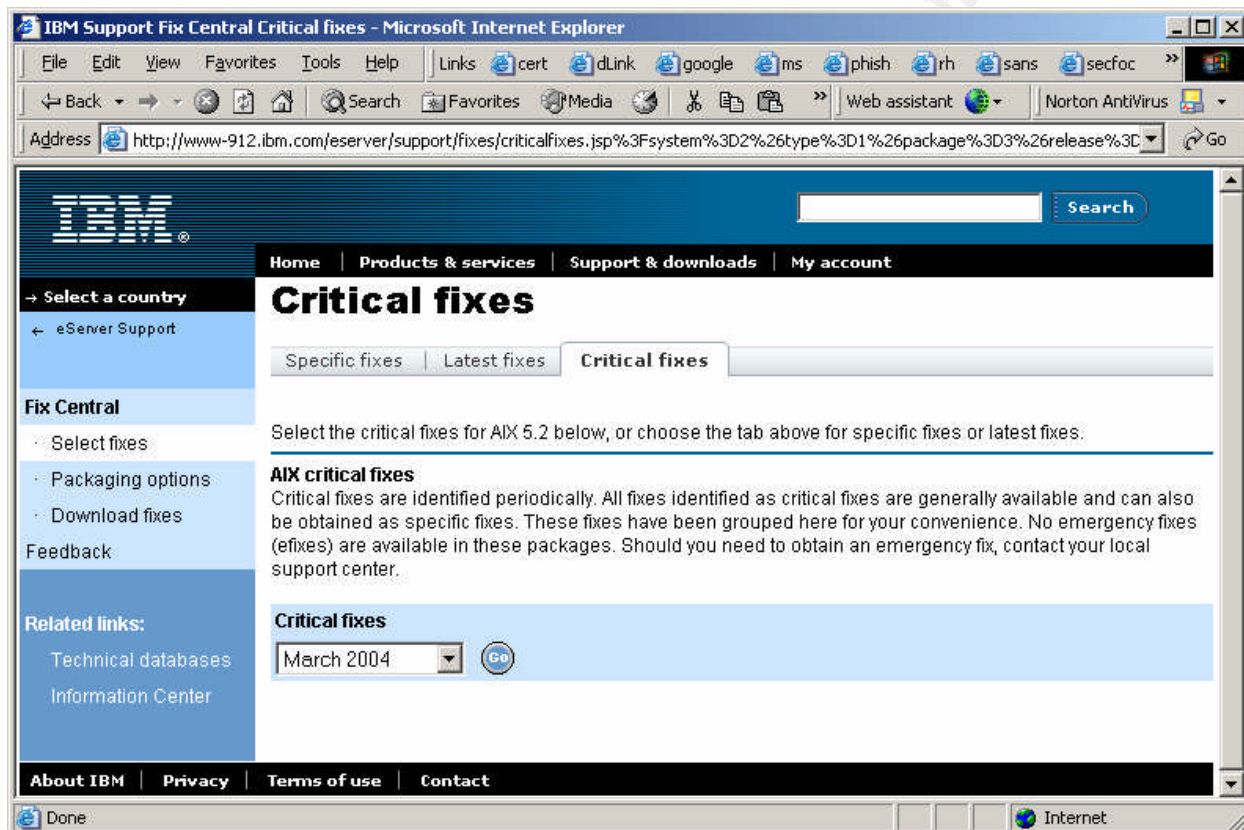 IBM Support Fix Central Critical fixes - Microsoft Internet Explorer
File Edit View Favorites Tools Help Links cert dLink google ms phish rh sans secfoc »
Back Search Favorites Media » Web assistant Norton AntiVirus
Address http://www-912.ibm.com/eserver/support/fixes/criticalfixes.jsp%3Fsystem%3D2%26type%3D1%26package%3D3%26release%3D Go
IBM®
Search
Home | Products & services | Support & downloads | My account
→ Select a country
← eServer Support
Critical fixes
Specific fixes | Latest fixes Critical fixes
Fix Central
· Select fixes
· Packaging options
· Download fixes
Feedback
Related links:
Technical databases
Information Center
Select the critical fixes for AIX 5.2 below, or choose the tab above for specific fixes or latest fixes.
AIX critical fixes
Critical fixes are identified periodically. All fixes identified as critical fixes are generally available and can also
be obtained as specific fixes. These fixes have been grouped here for your convenience. No emergency fixes
(efixes) are available in these packages. Should you need to obtain an emergency fix, contact your local
support center.
Critical fixes
March 2004 Go
About IBM | Privacy | Terms of use | Contact
Done Internet